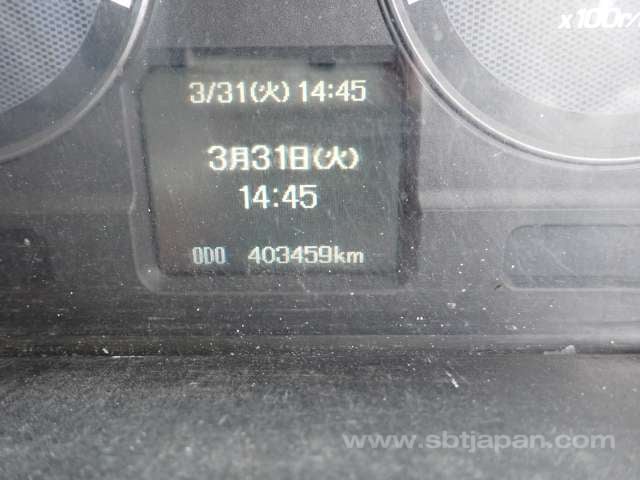 x100r/
3/31(火) 14:45
3月31日(火)
14:45
ODO 403459km
www.sbtjapan.com